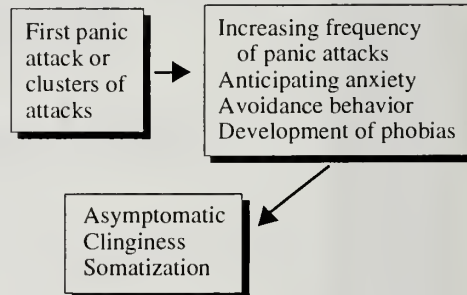 First panic
attack or
clusters of
attacks
Increasing frequency
of panic attacks
Anticipating anxiety
Avoidance behavior
Development of phobias
Asymptomatic
Clinginess
Somatization